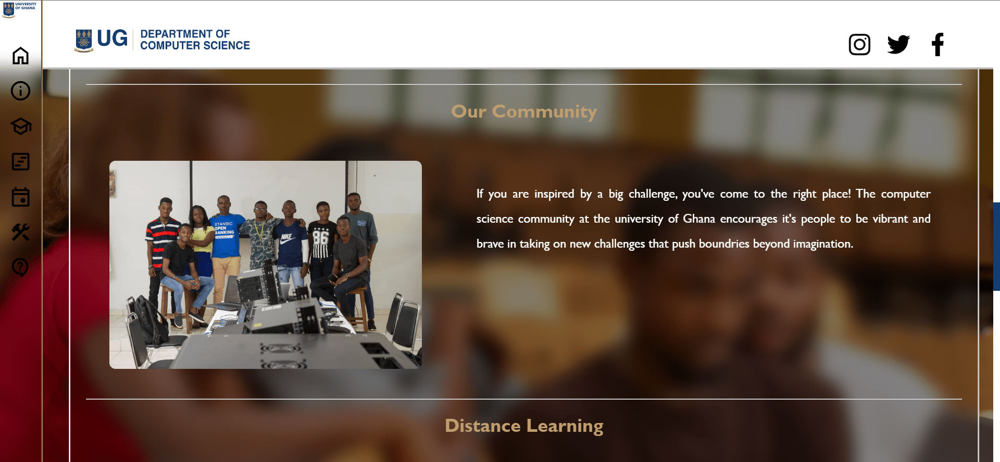 UNIVERSITY
OF GHANA
UG
DEPARTMENT OF
COMPUTER SCIENCE
Our Community
If you are inspired by a big challenge, you've come to the right place! The computer
science community at the university of Ghana encourages it's people to be vibrant and
brave in taking on new challenges that push boundries beyond imagination.
STANBIC
OPEN
BANKING
NIKE
86
Distance Learning